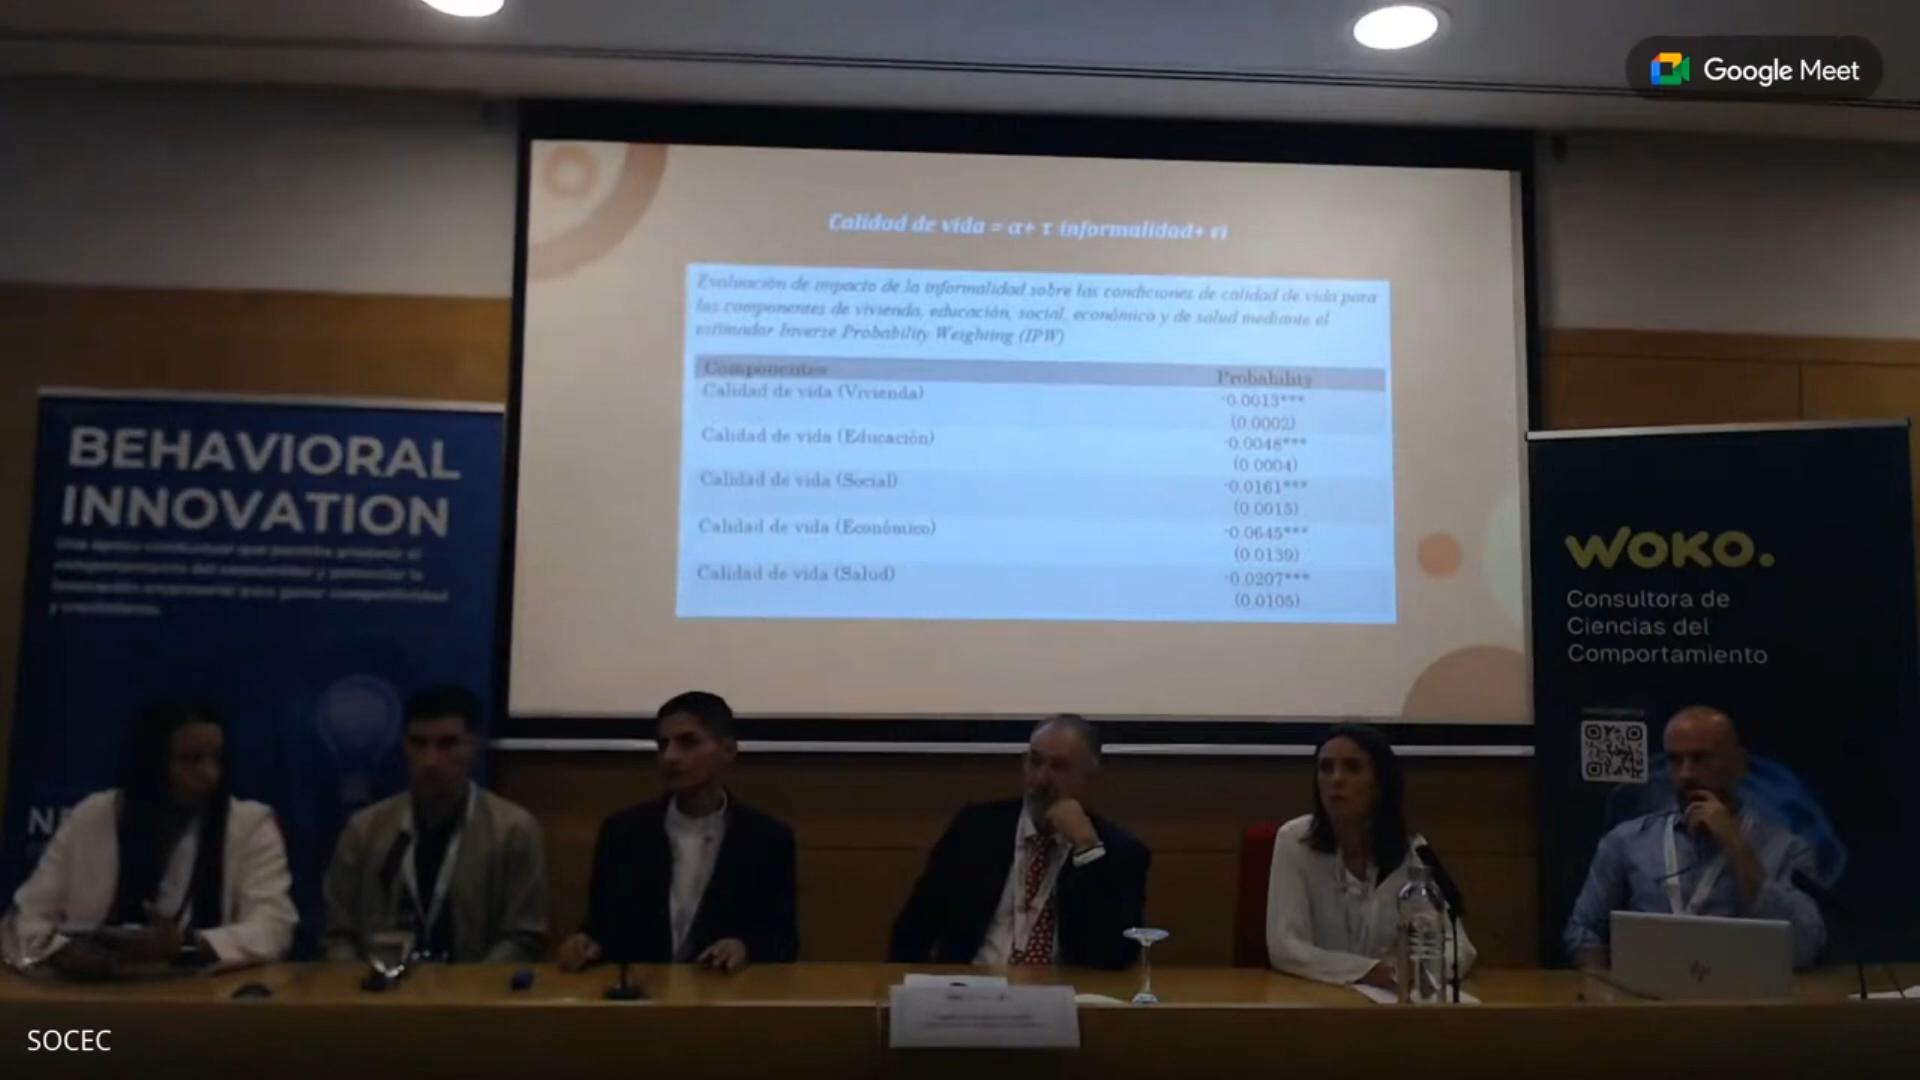 Google Meet
Calidad de vida = α+ τ informalidad+ ei
Evaluación de impacto de la informalidad sobre las condiciones de calidad de vida para
las componentes de vivienda, educación, social, económico y de salud mediante el
estimador Inverse Probability Weighting (IPW)
Componentes Probability
Calidad de vida (Vivienda) -0.0013***
(0.0002)
Calidad de vida (Educación) -0.0048***
(0.0004)
Calidad de vida (Social) -0.0161***
(0.0015)
Calidad de vida (Económico) -0.0645***
(0.0139)
Calidad de vida (Salud) -0.0207***
(0.0105)
BEHAVIORAL
INNOVATION
WOKO.
Consultora de
Ciencias del
Comportamiento
hp
SOCEC